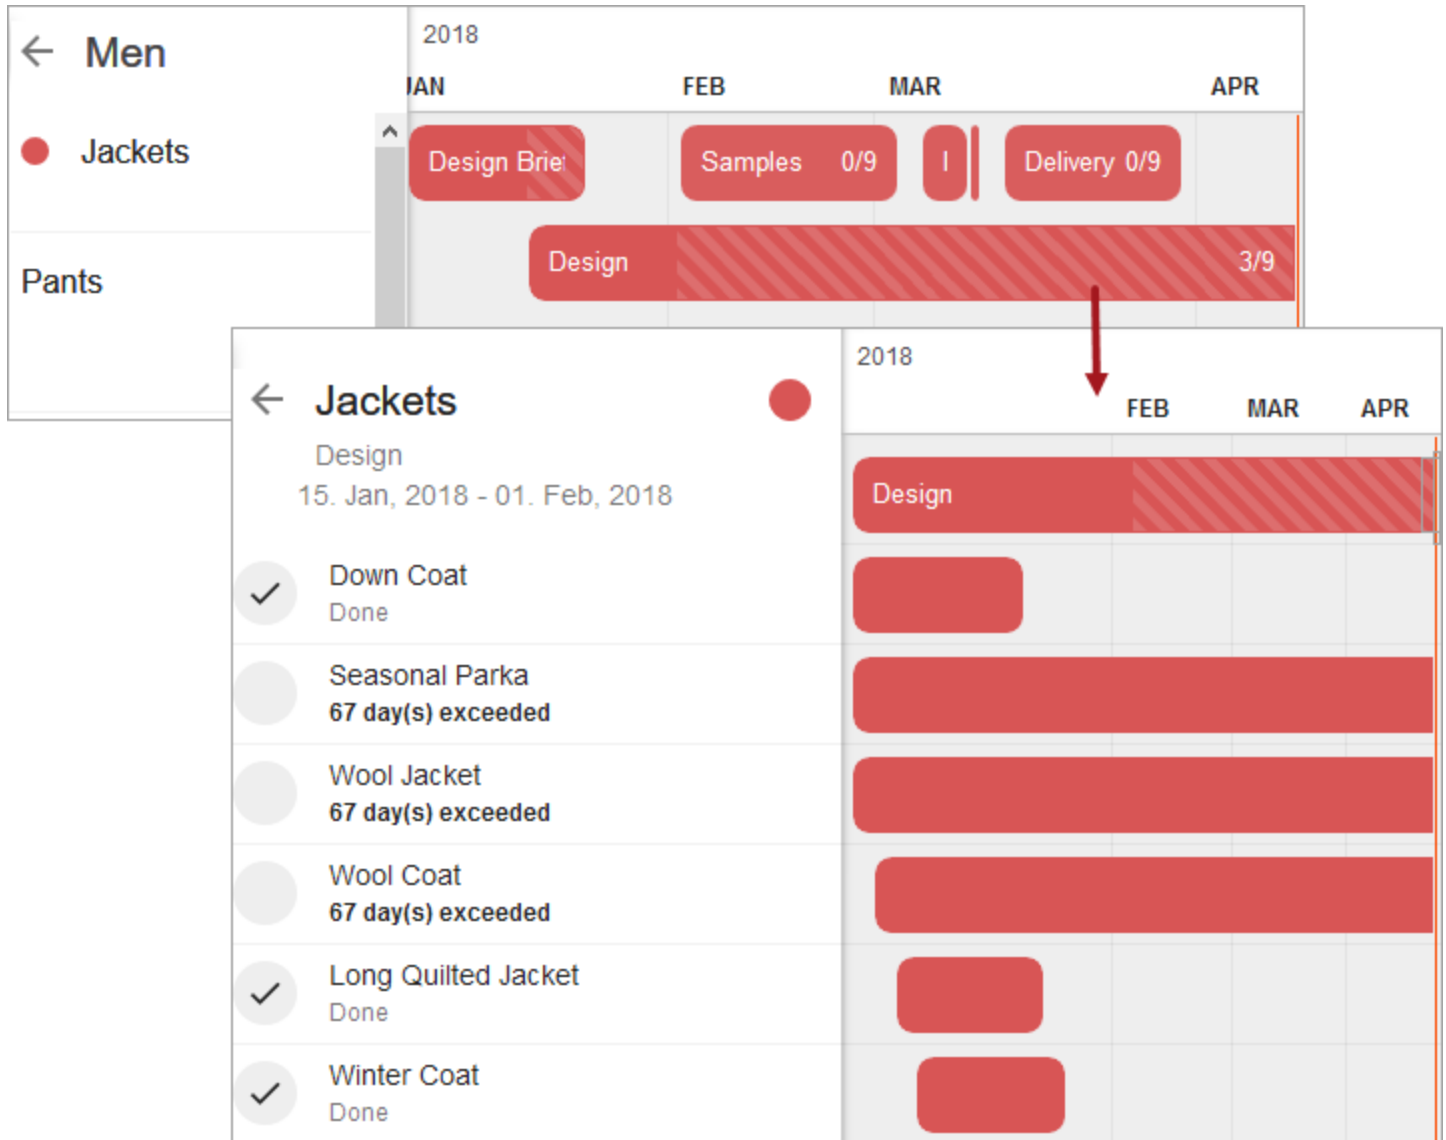 Men
2018
JAN FEB MAR APR
Jackets
Design Brief
Samples 0/9
I
Delivery 0/9
Design 3/9
Pants
Jackets
Design
15. Jan, 2018 - 01. Feb, 2018
2018
FEB MAR APR
Design
Down Coat
Done
Seasonal Parka
67 day(s) exceeded
Wool Jacket
67 day(s) exceeded
Wool Coat
67 day(s) exceeded
Long Quilted Jacket
Done
Winter Coat
Done